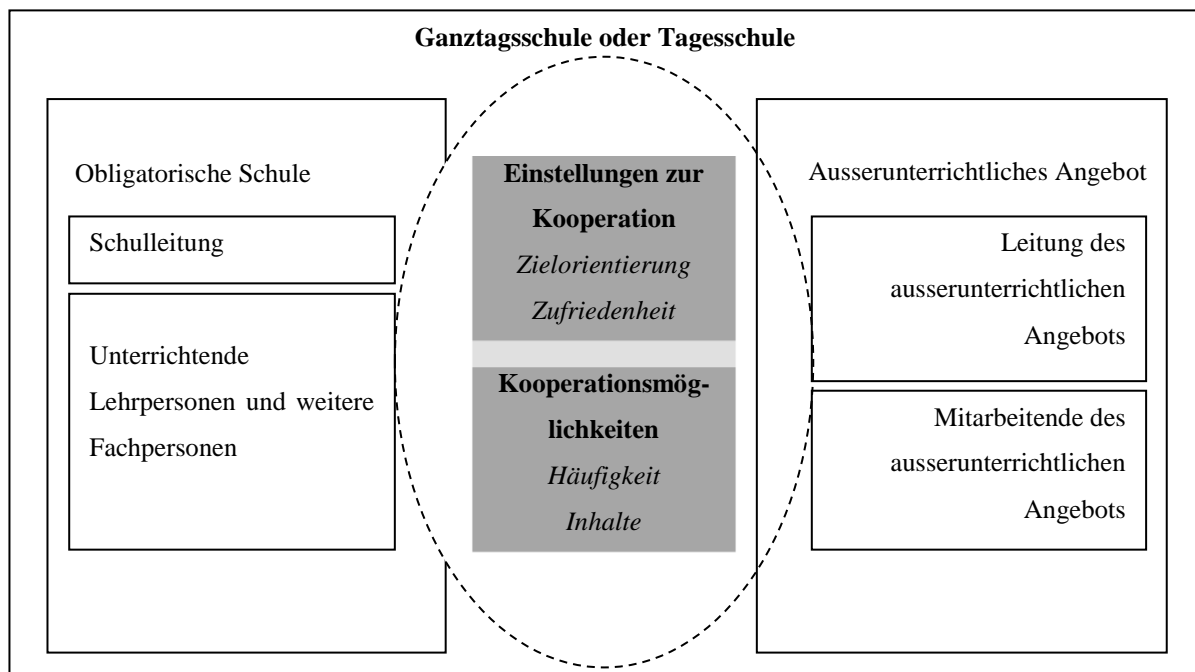 Ganztagsschule oder Tagesschule
Obligatorische Schule
Schulleitung
Unterrichtende
Lehrpersonen und weitere
Fachpersonen
Einstellungen zur
Kooperation
Zielorientierung
Zufriedenheit
Kooperationsmög-
lichkeiten
Häufigkeit
Inhalte
Ausserunterrichtliches Angebot
Leitung des
ausserunterrichtlichen
Angebots
Mitarbeitende des
ausserunterrichtlichen
Angebots